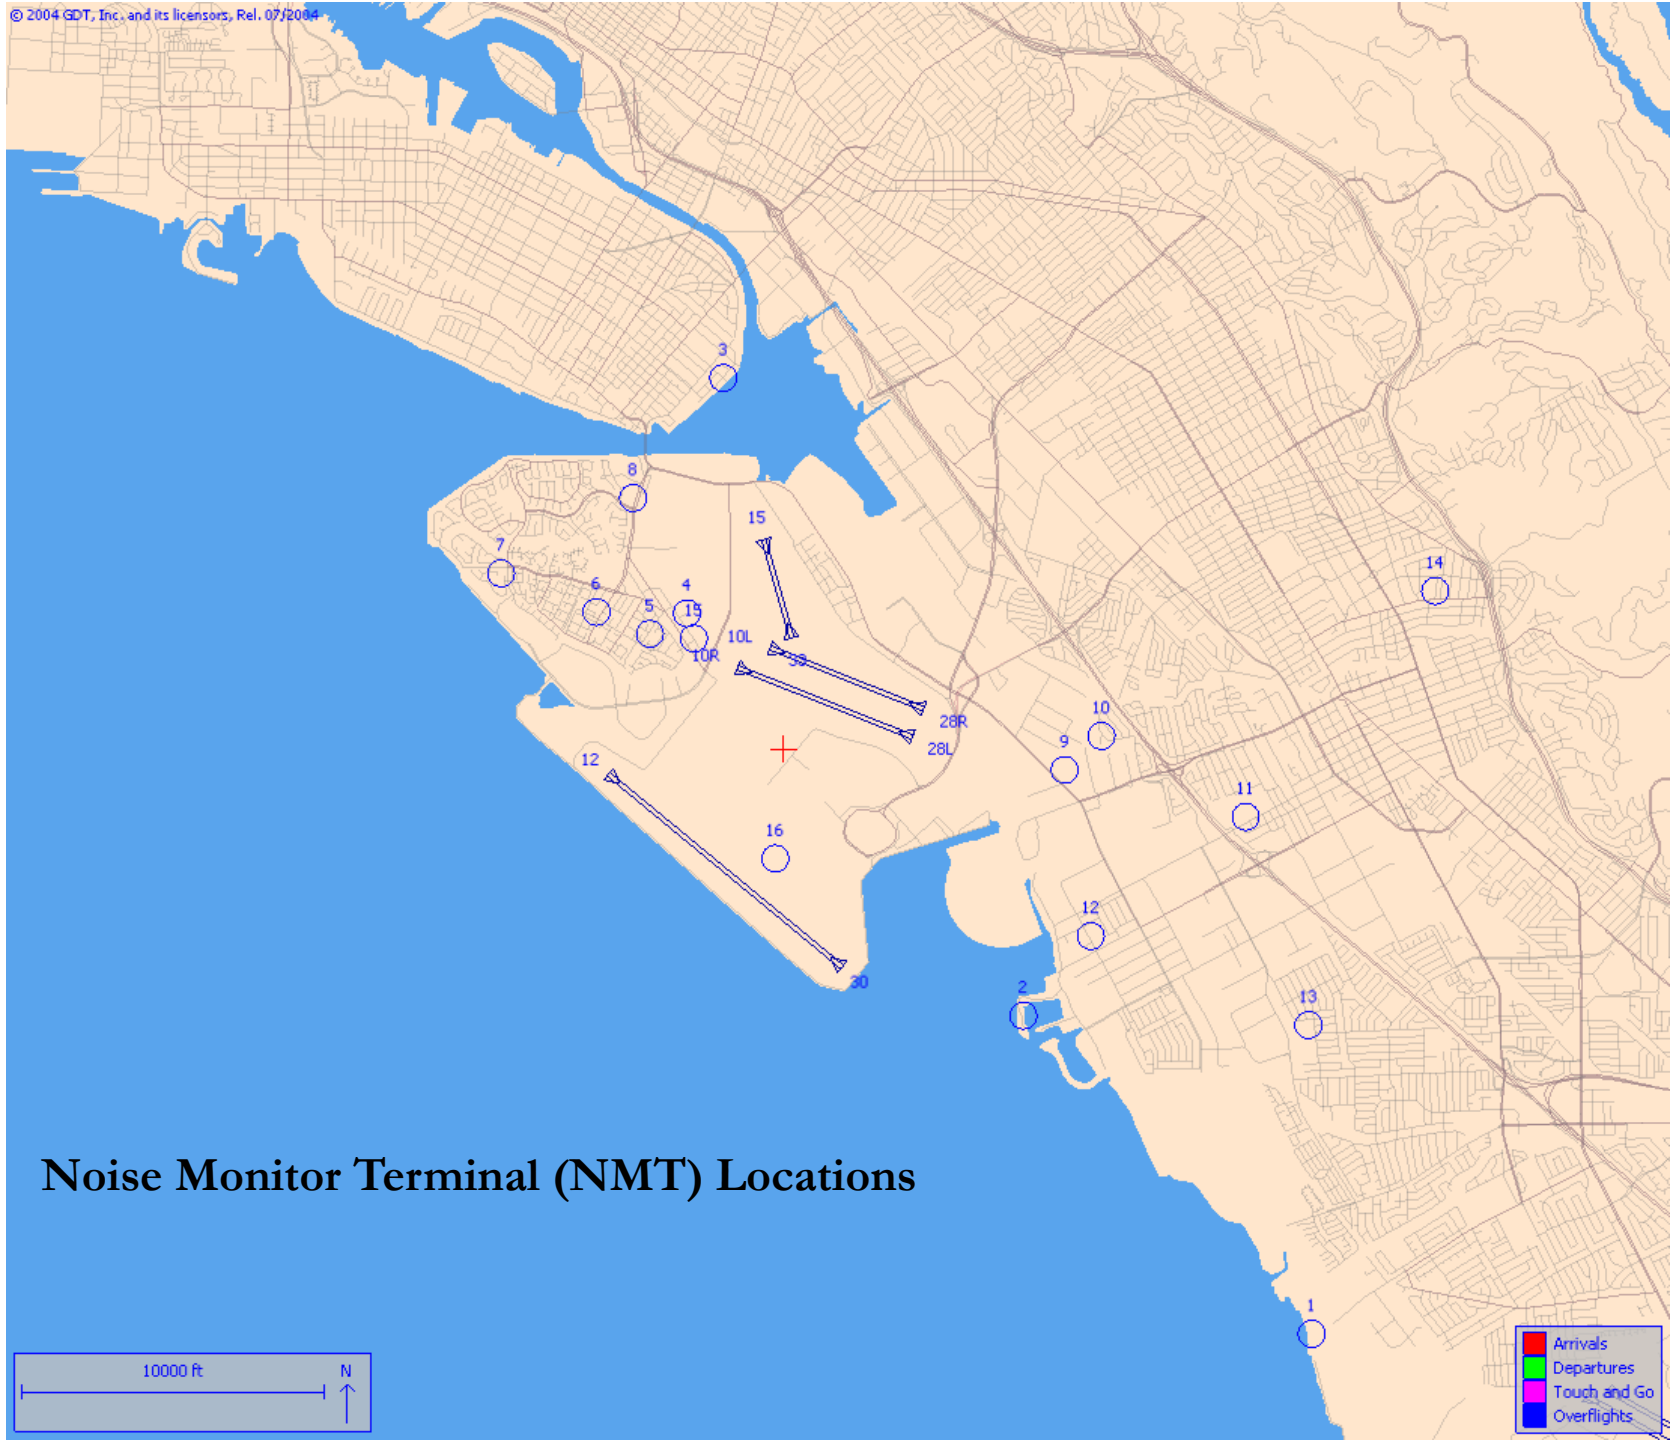 © 2004 GDT, Inc. and its licensors, Rel. 07/2004
3
8
15
7
6
5
4
15
10L
10R
33
14
28R
28L
10
9
12
11
16
12
30
2
13
Noise Monitor Terminal (NMT) Locations
1
10000 ft
N
Arrivals
Departures
Touch and Go
Overflights